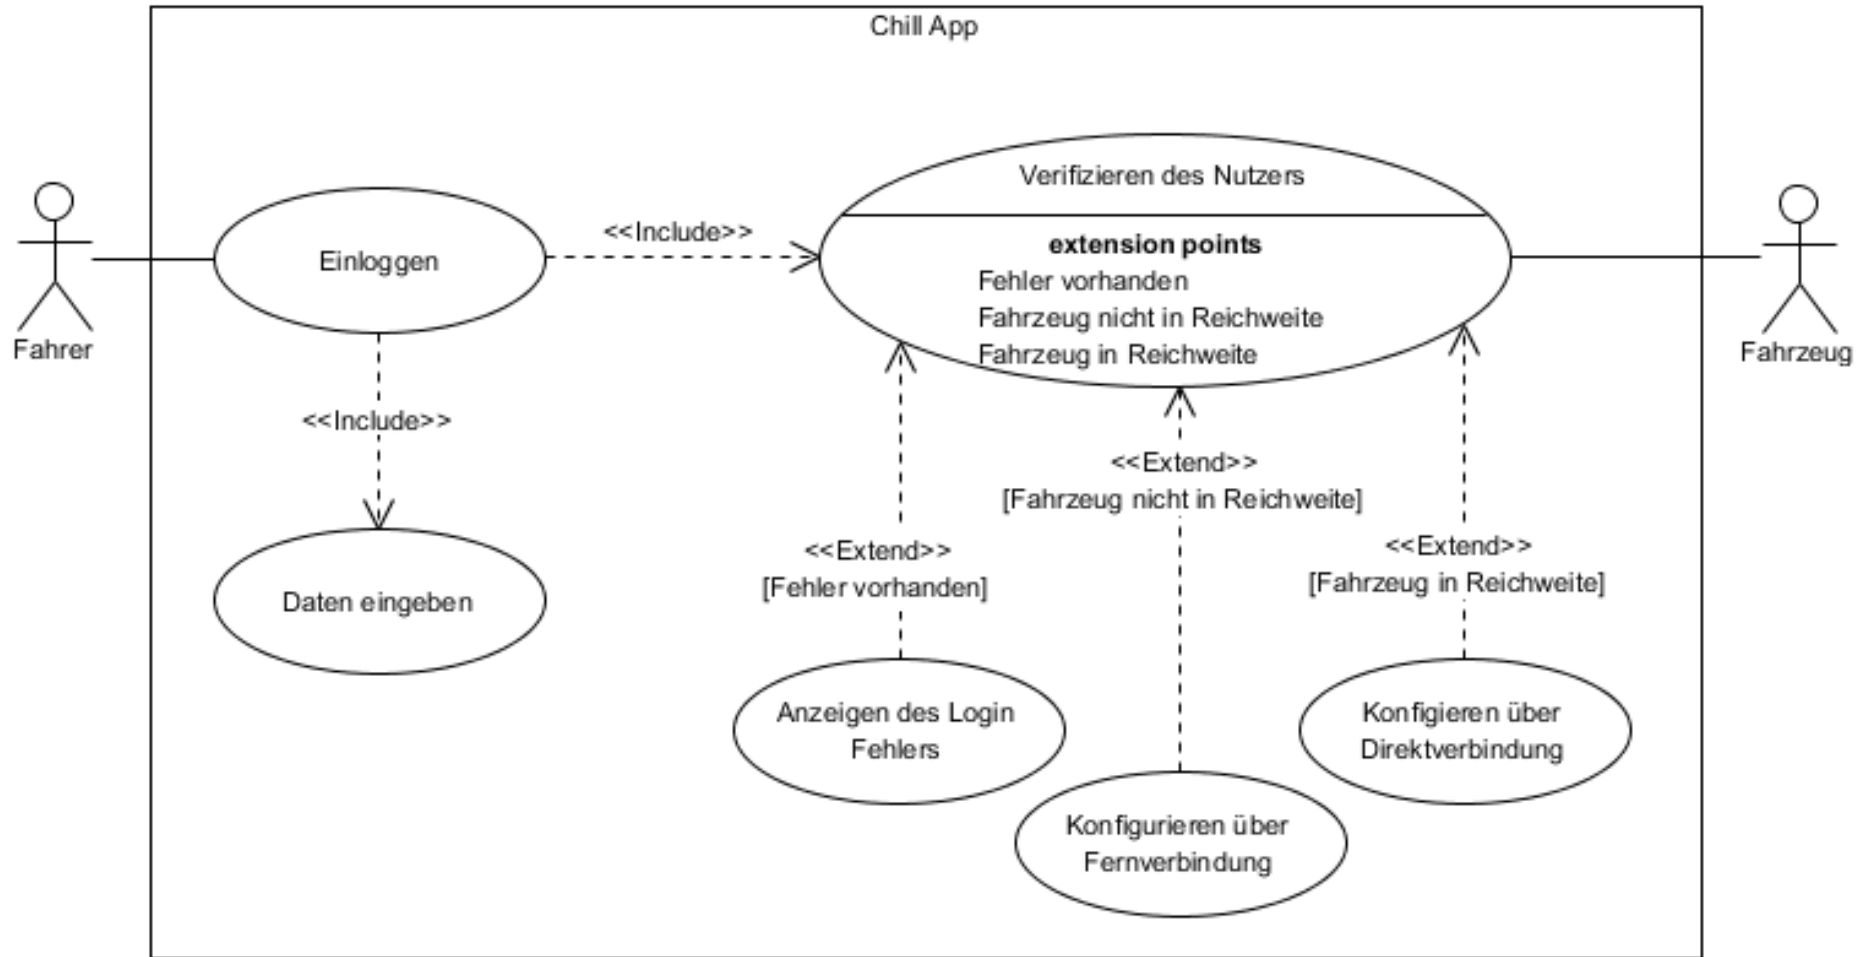 Chill App
Verifizieren des Nutzers
<<Include>>
extension points
Einloggen
Fehler vorhanden
Fahrzeug nicht in Reichweite
Fahrer
Fahrzeug in Reichweite
Fahrzeug
<<Include>>
<<Extend>>
[Fahrzeug nicht in Reichweite]
<<Extend>>
[Fehler vorhanden]
<<Extend>>
[Fahrzeug in Reichweite]
Daten eingeben
Anzeigen des Login
Fehlers
Konfigieren über
Direktverbindung
Konfigurieren über
Fernverbindung